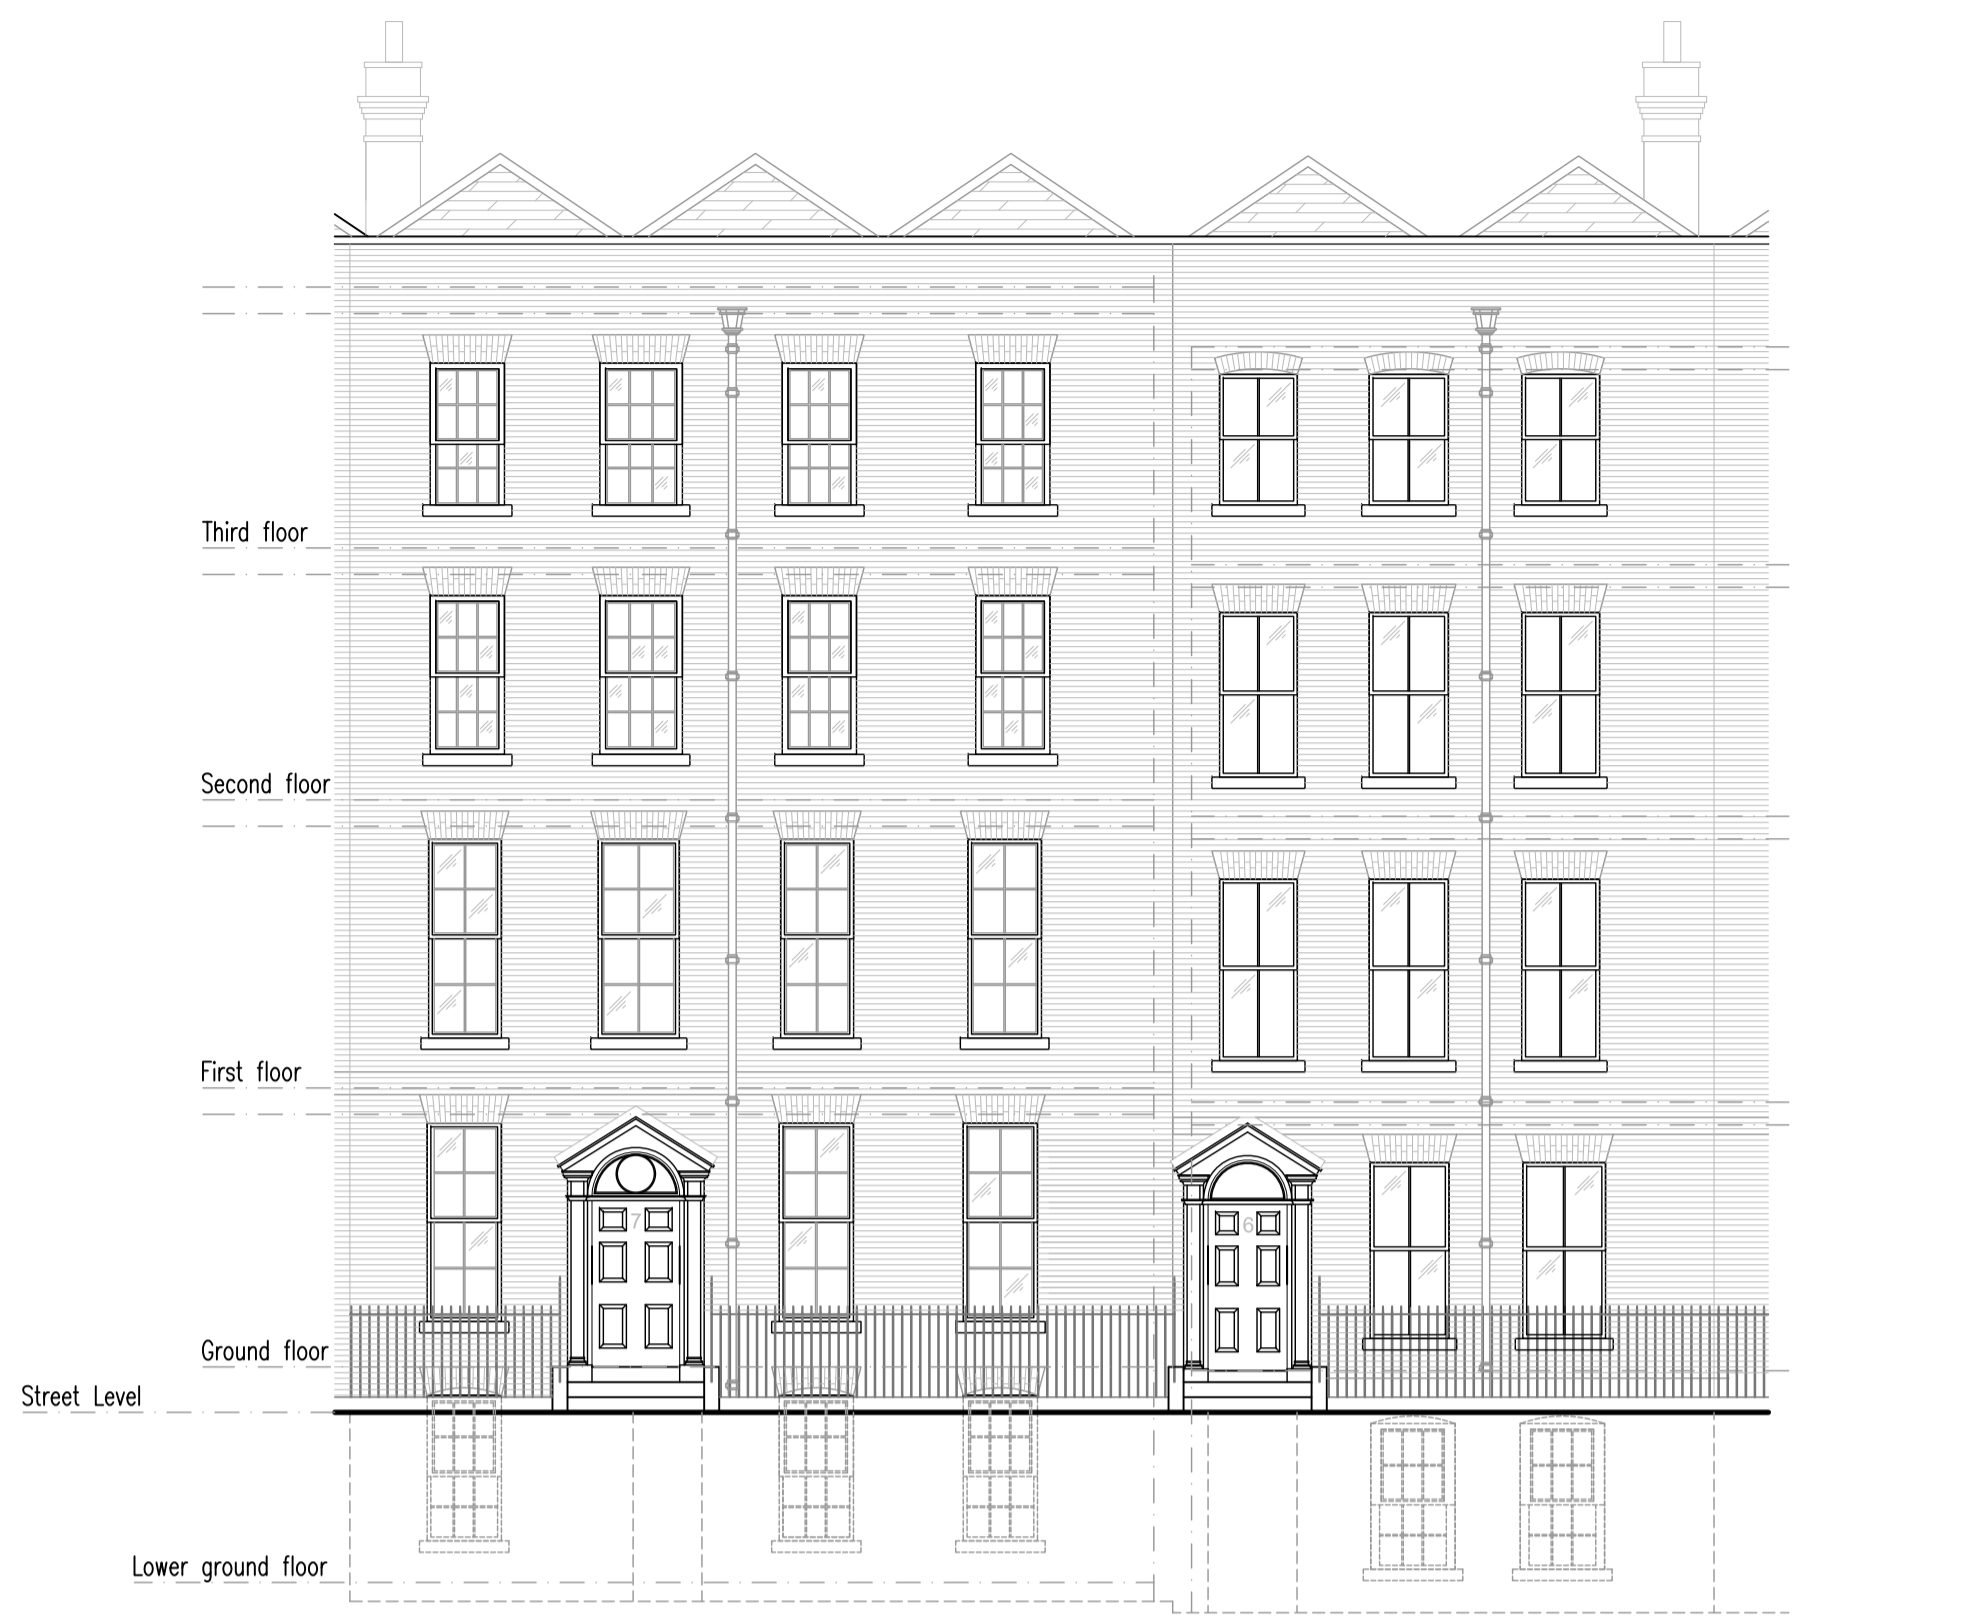 Third floor
Second floor
First floor
7
6
Ground floor
Street Level
Lower ground floor